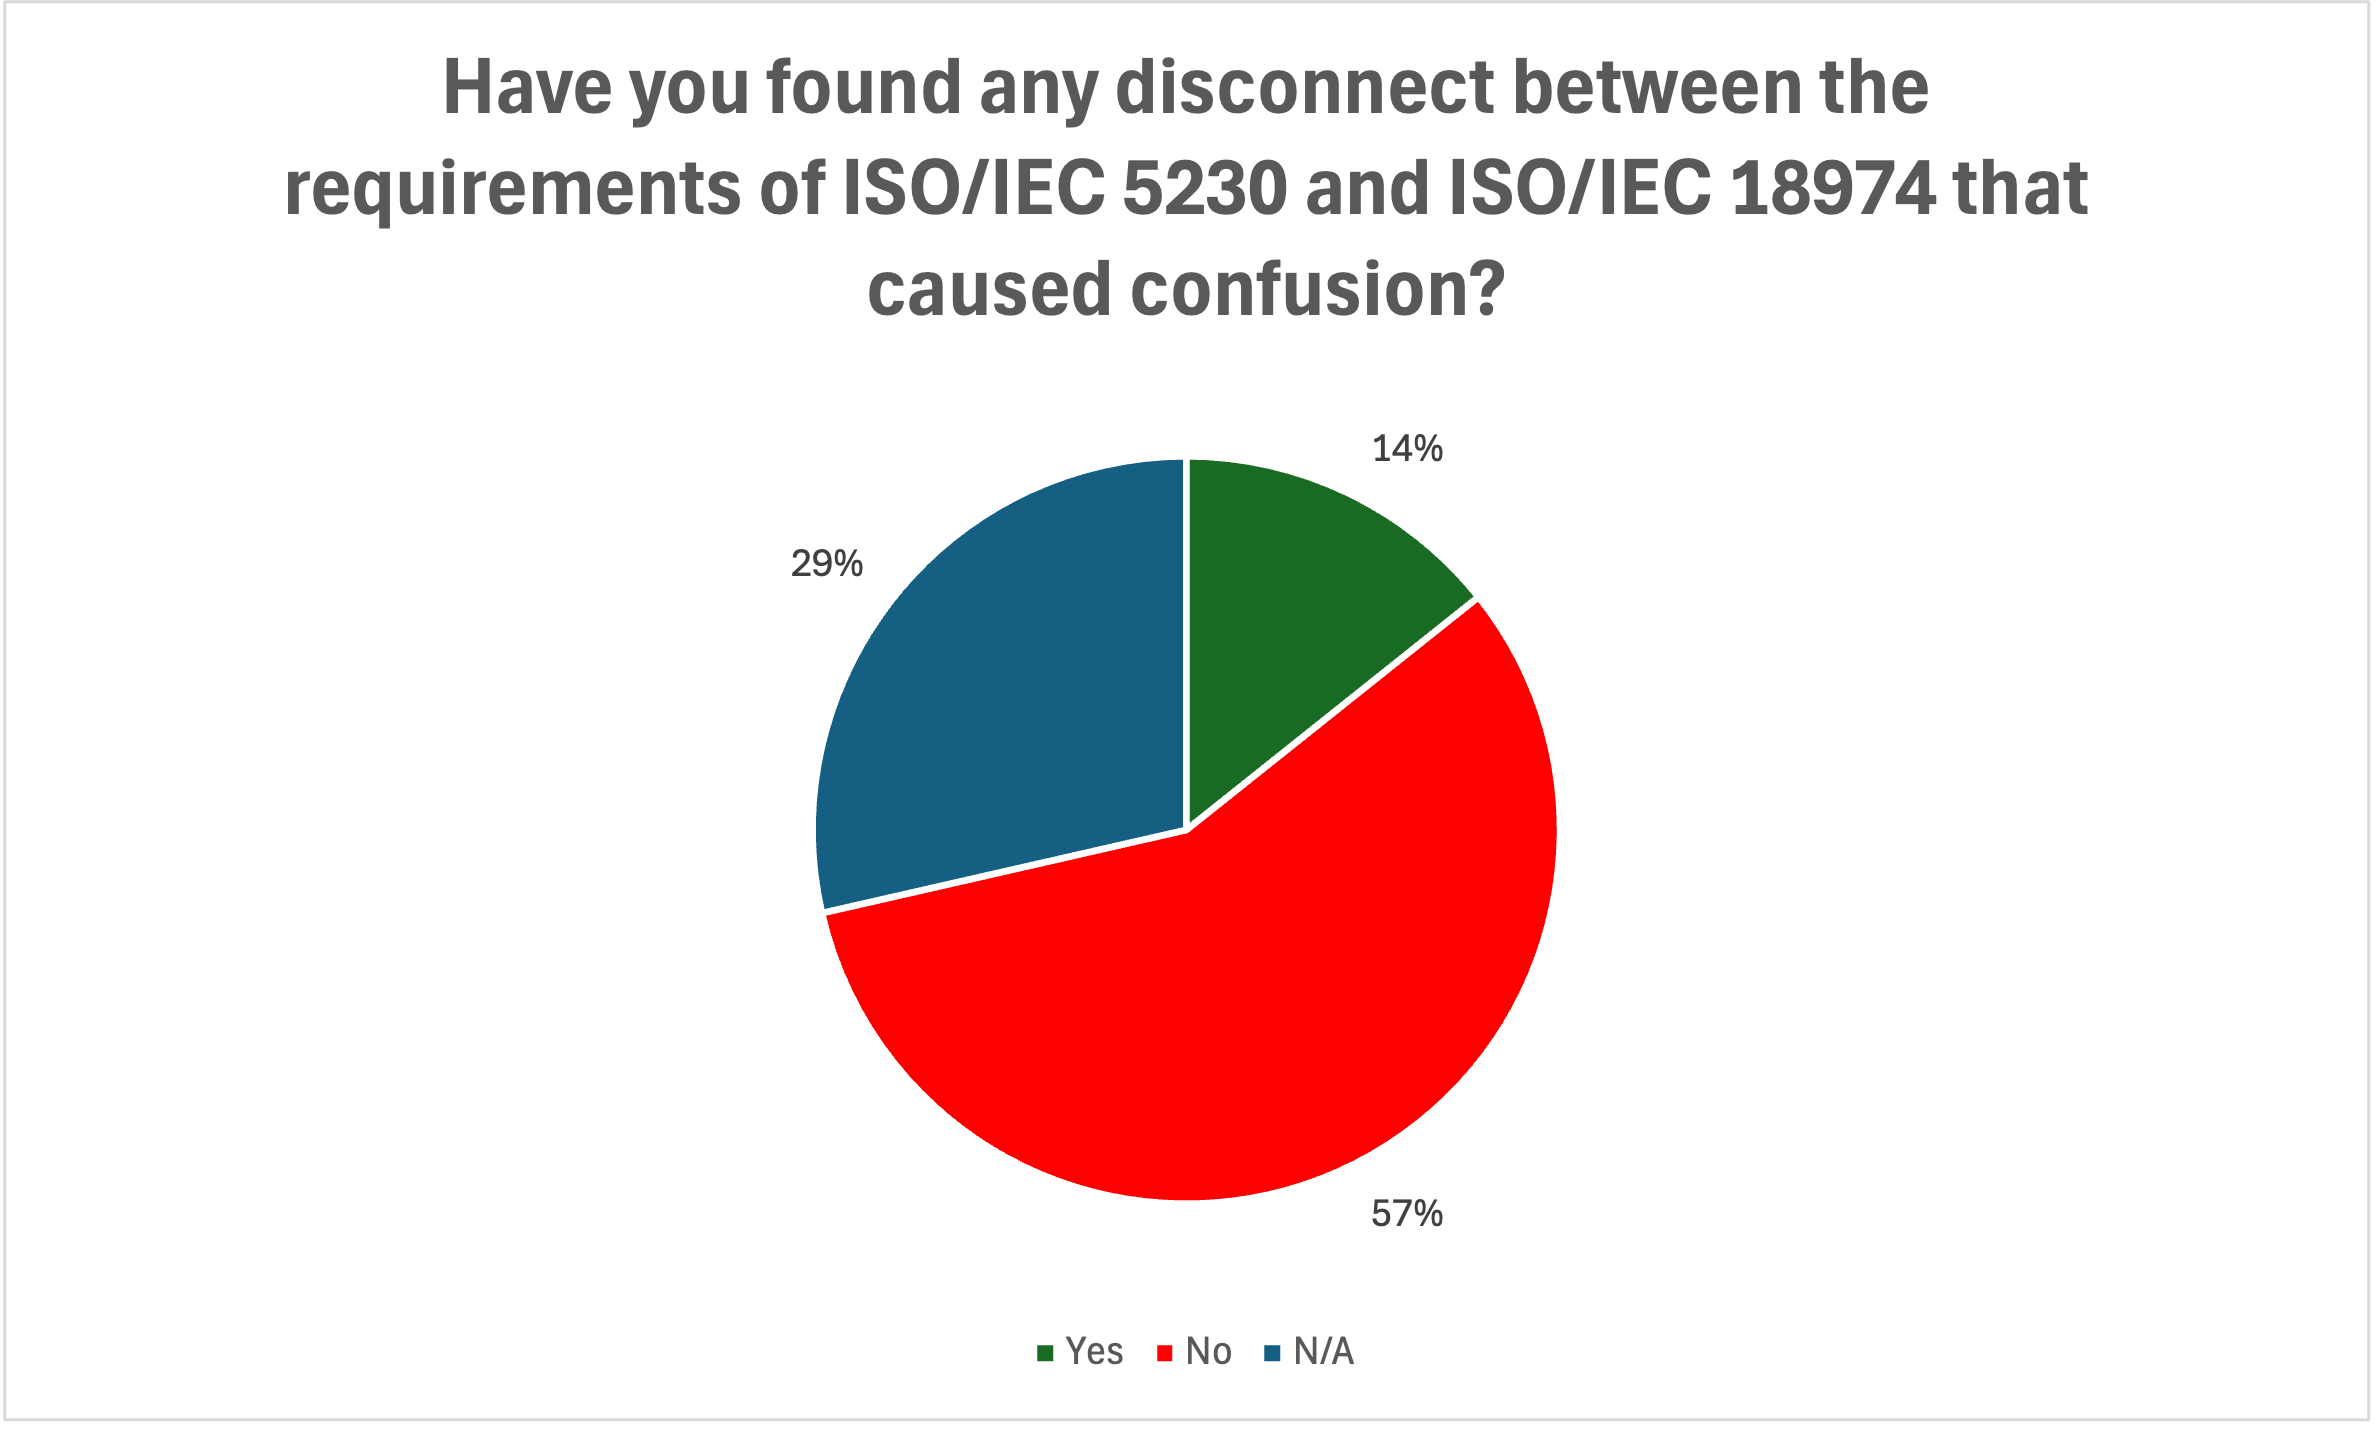 Have you found any disconnect between the
requirements of ISO/IEC 5230 and ISO/IEC 18974 that
caused confusion?
14%
29%
57%
Yes No N/A